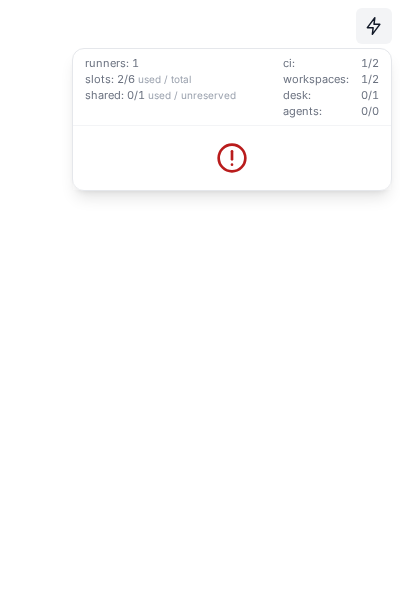 runners: 1
slots: 2/6 used / total
shared: 0/1 used / unreserved
ci: 1/2
workspaces: 1/2
desk: 0/1
agents: 0/0